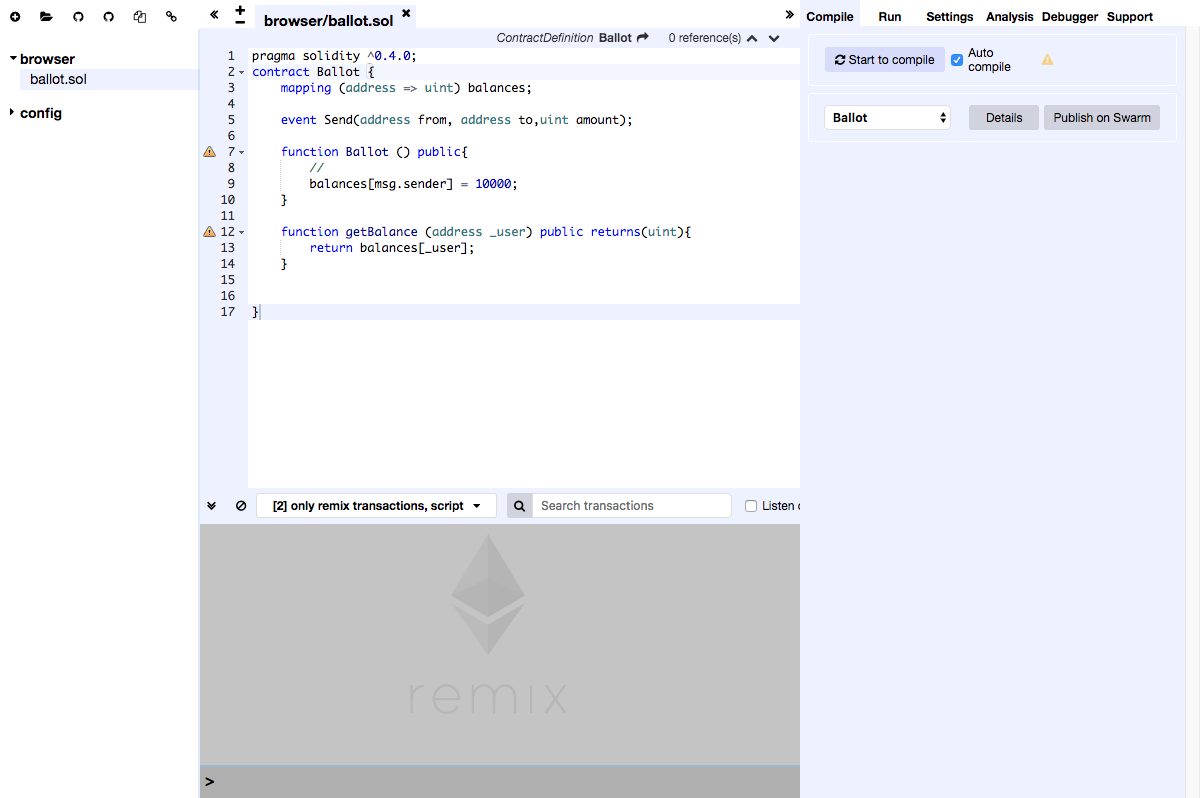 browser/ballot.sol
Compile Run Settings Analysis Debugger Support
browser
ballot.sol
config
ContractDefinition Ballot 0 reference(s)
1 pragma solidity ^0.4.0;
2 contract Ballot {
3 mapping (address => uint) balances;
4
5 event Send(address from, address to,uint amount);
6
7 function Ballot () public{
8 //
9 balances[msg.sender] = 10000;
10 }
11
12 function getBalance (address _user) public returns(uint){
13 return balances[_user];
14 }
15
16
17 }
Start to compile
Auto
compile
Ballot Details Publish on Swarm
[2] only remix transactions, script
Search transactions
Listen
remix
>